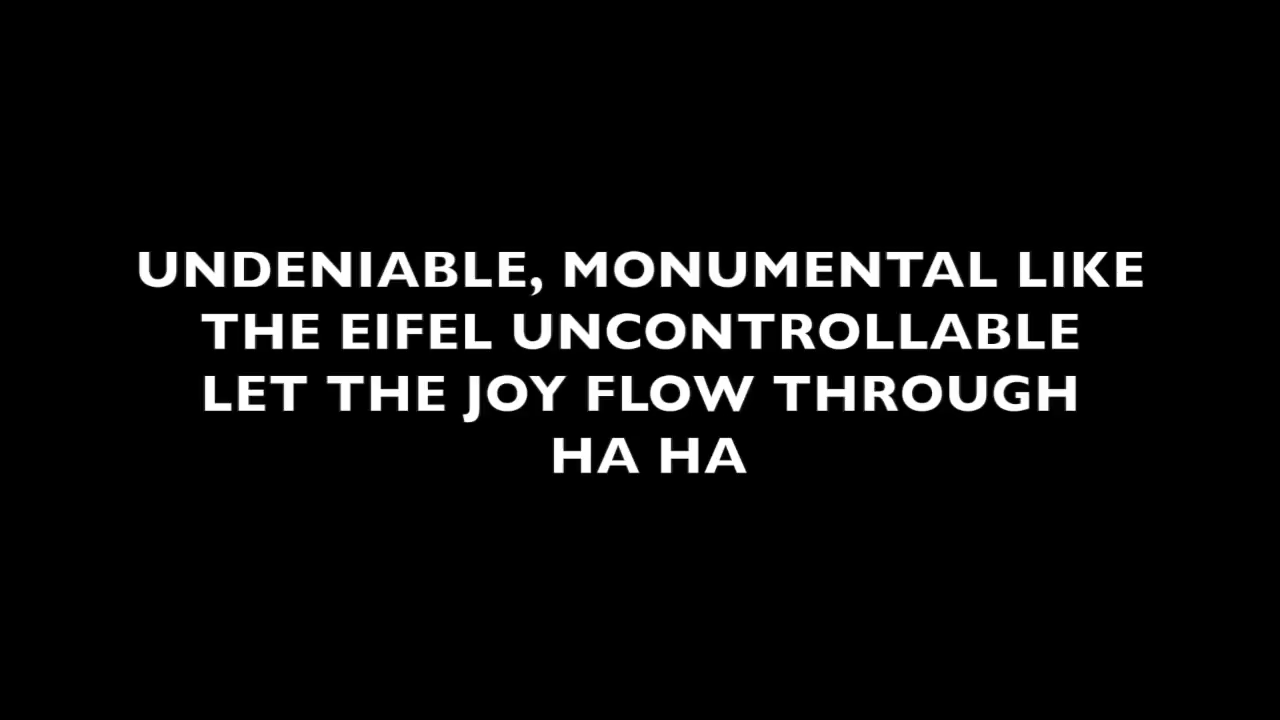 UNDENIABLE, MONUMENTAL LIKE
THE EIFEL UNCONTROLLABLE
LET THE JOY FLOW THROUGH
HA HA